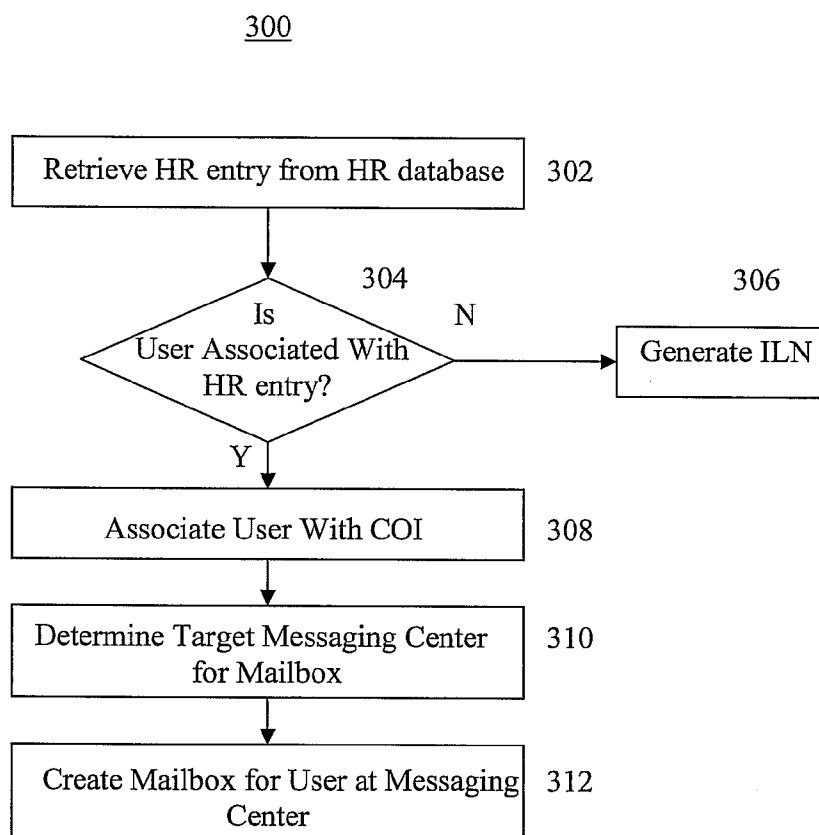 300
Retrieve HR entry from HR database
302
304
306
Is
User Associated With
HR entry?
N
Generate ILN
Y
Associate User With COI
308
Determine Target Messaging Center
for Mailbox
310
Create Mailbox for User at Messaging
Center
312